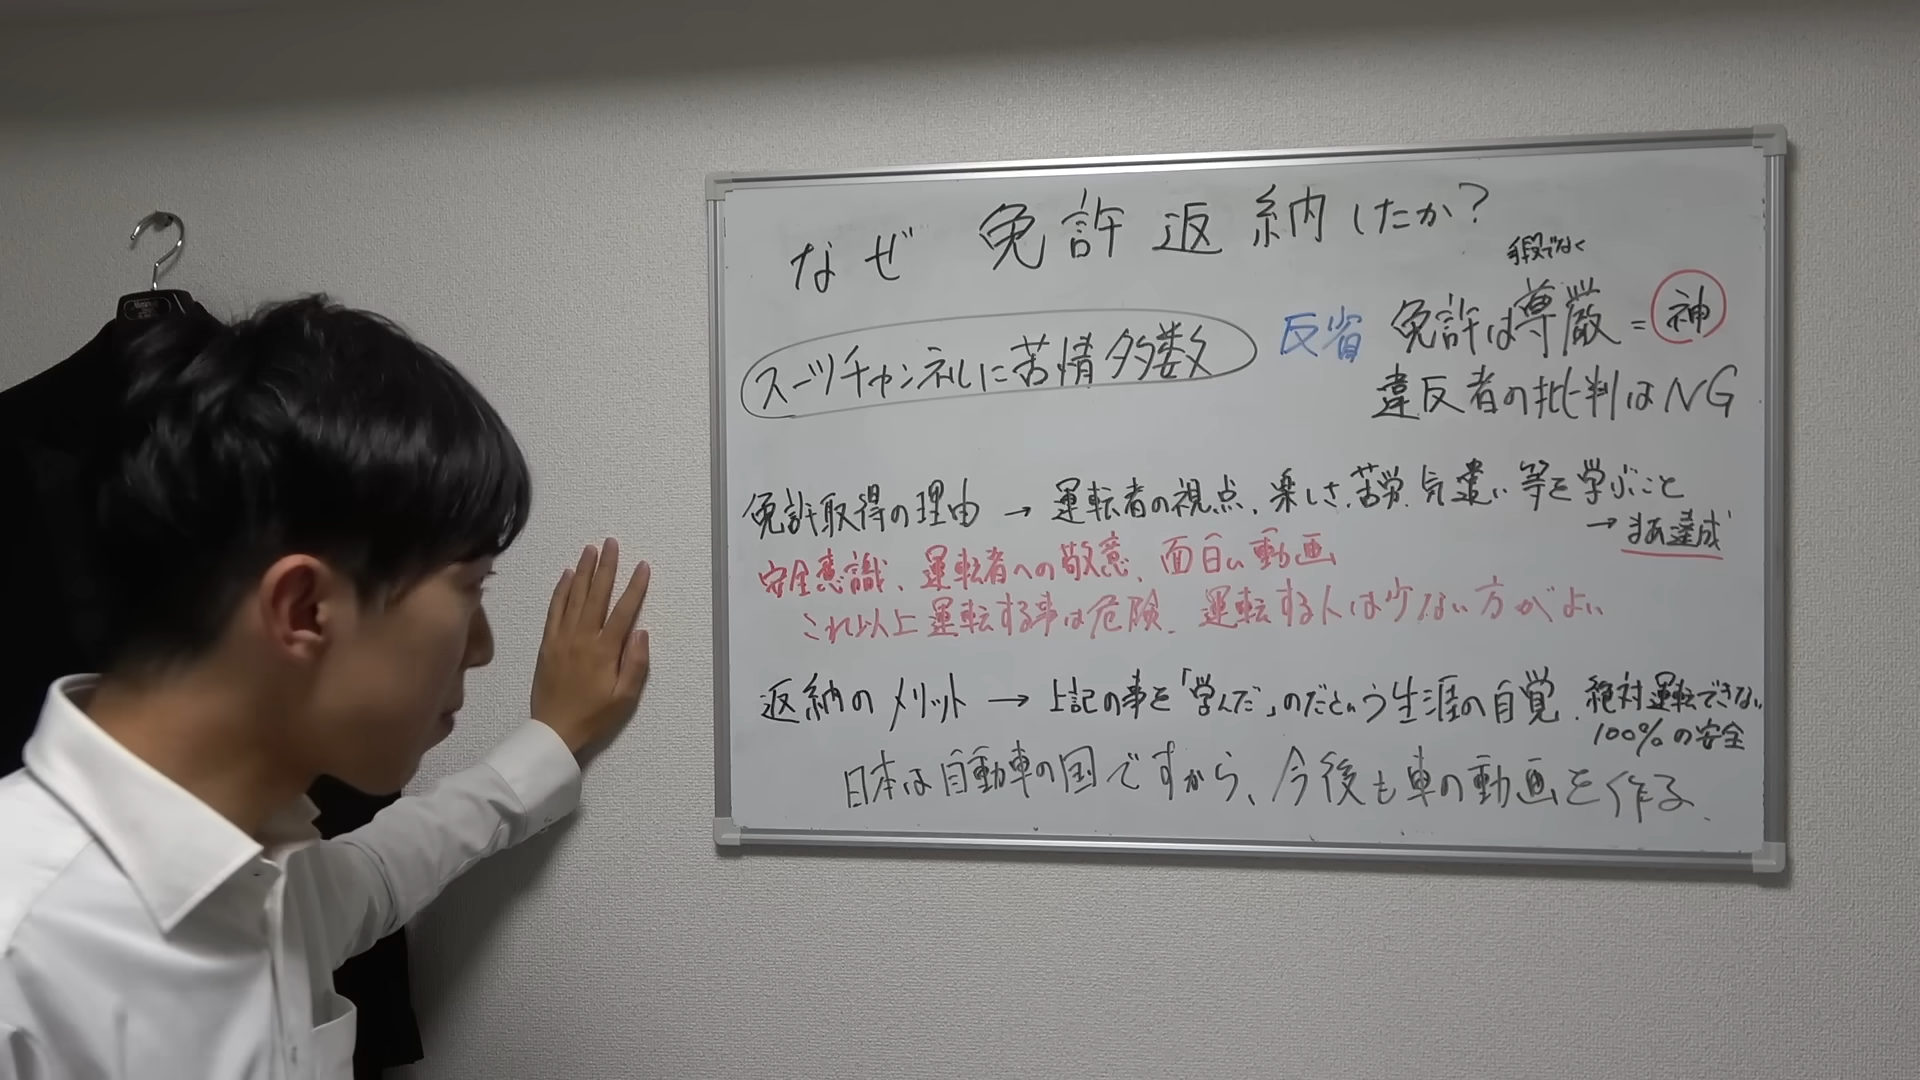 なぜ免許返納したか?
手段でなく
スーツチャンネルに苦情多数
反省 免許は尊厳=神
違反者の批判はNG
免許取得の理由→運転者の視点、楽しさ、苦労、気遣い等を学ぶこと
→まあ達成
安全意識、運転者への敬意、面白い動画
これ以上運転する事は危険、運転する人は少ない方がよい
返納のメリット→上記の事を「学んだ」のだという生涯の自覚、絶対運転できない
100%の安全
日本は自動車の国ですから、今後も車の動画を作る、